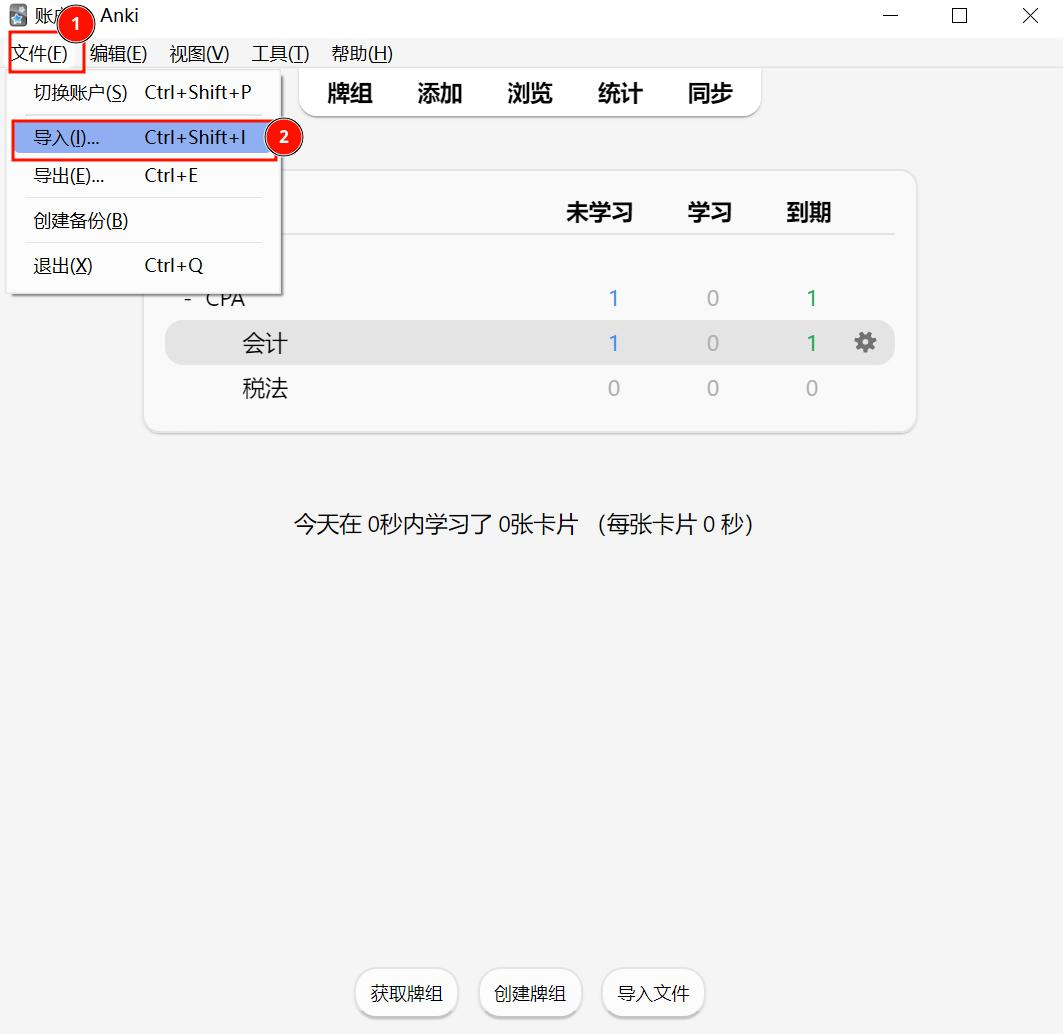 账户 1 Anki
文件(F) 编辑(E) 视图(V) 工具(T) 帮助(H)
切换账户(S) Ctrl+Shift+P
牌组 添加 浏览 统计 同步
导入(I)... Ctrl+Shift+I 2
导出(E)... Ctrl+E
创建备份(B)
未学习 学习 到期
退出(X) Ctrl+Q
- CPA 1 0 1
会计 1 0 1
税法 0 0 0
今天在 0秒内学习了 0张卡片 （每张卡片 0 秒）
获取牌组 创建牌组 导入文件